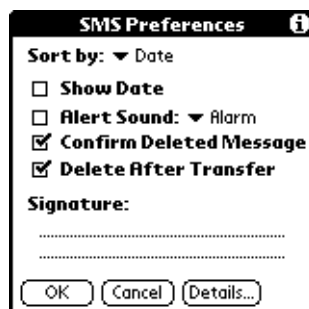 SMS Preferences
Sort by: Date
Show Date
Alert Sound: Alarm
Confirm Deleted Message
Delete After Transfer
Signature:
OK Cancel Details...